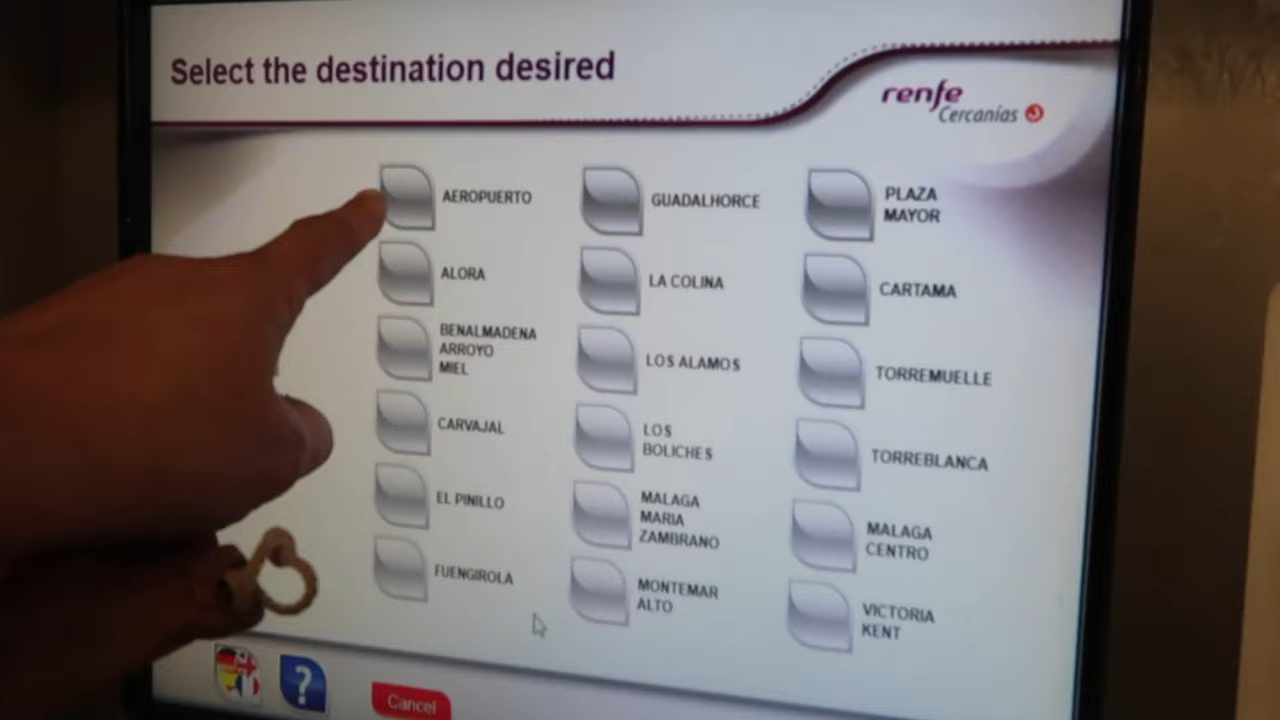 Select the destination desired
renfe
Cercanías
AEROPUERTO
ALORA
BENALMADENA
ARROYO
MIEL
CARVAJAL
EL PINILLO
FUENGIROLA
GUADALHORCE
LA COLINA
LOS ALAMOS
LOS
BOLICHES
MALAGA
MARIA
ZAMBRANO
MONTEMAR
ALTO
PLAZA
MAYOR
CARTAMA
TORREMUELLE
TORREBLANCA
MALAGA
CENTRO
VICTORIA
KENT
?
Cancel